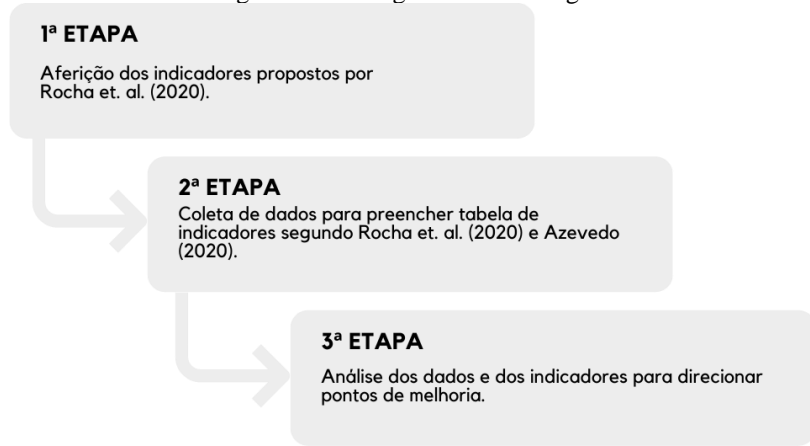 1ª ETAPA
Aferição dos indicadores propostos por
Rocha et. al. (2020).
2ª ETAPA
Coleta de dados para preencher tabela de
indicadores segundo Rocha et. al. (2020) e Azevedo
(2020).
3ª ETAPA
Análise dos dados e dos indicadores para direcionar
pontos de melhoria.